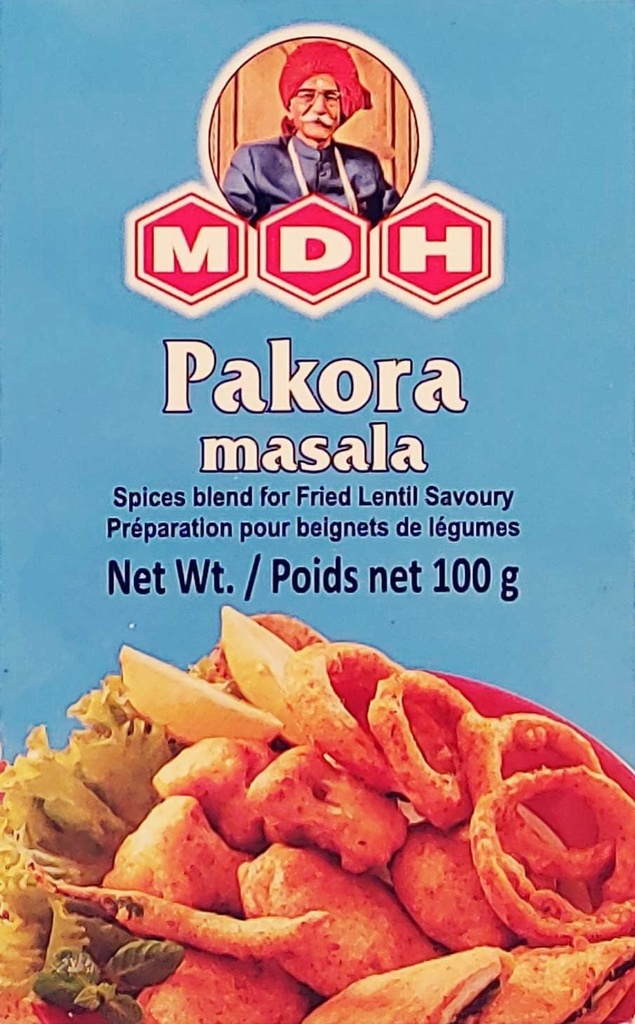 MDH
Pakora
masala
Spices blend for Fried Lentil Savoury
Préparation pour beignets de légumes
Net Wt. / Poids net 100 g